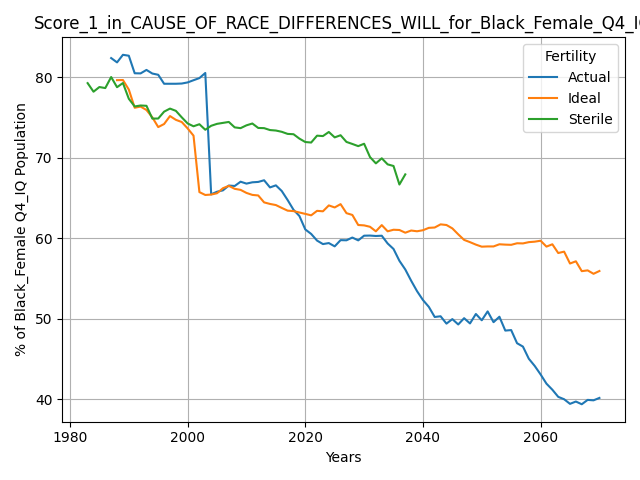 Score_1_in_CAUSE_OF_RACE_DIFFERENCES_WILL_for_Black_Female_Q4_IQ
Fertility
Actual
Ideal
Sterile
% of Black_Female Q4_IQ Population
80
70
60
50
40
1980
2000
2020
2040
2060
Years